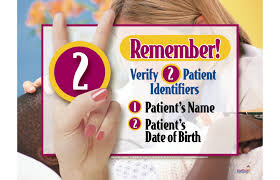 2
Remember!
Verify 2 Patient
Identifiers
1 Patient's Name
2 Patient's
Date of Birth